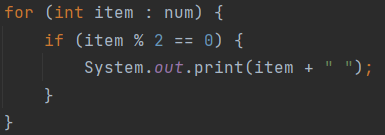 for (int item : num) {
    if (item % 2 == 0) {
        System.out.print(item + " ");
    }
}